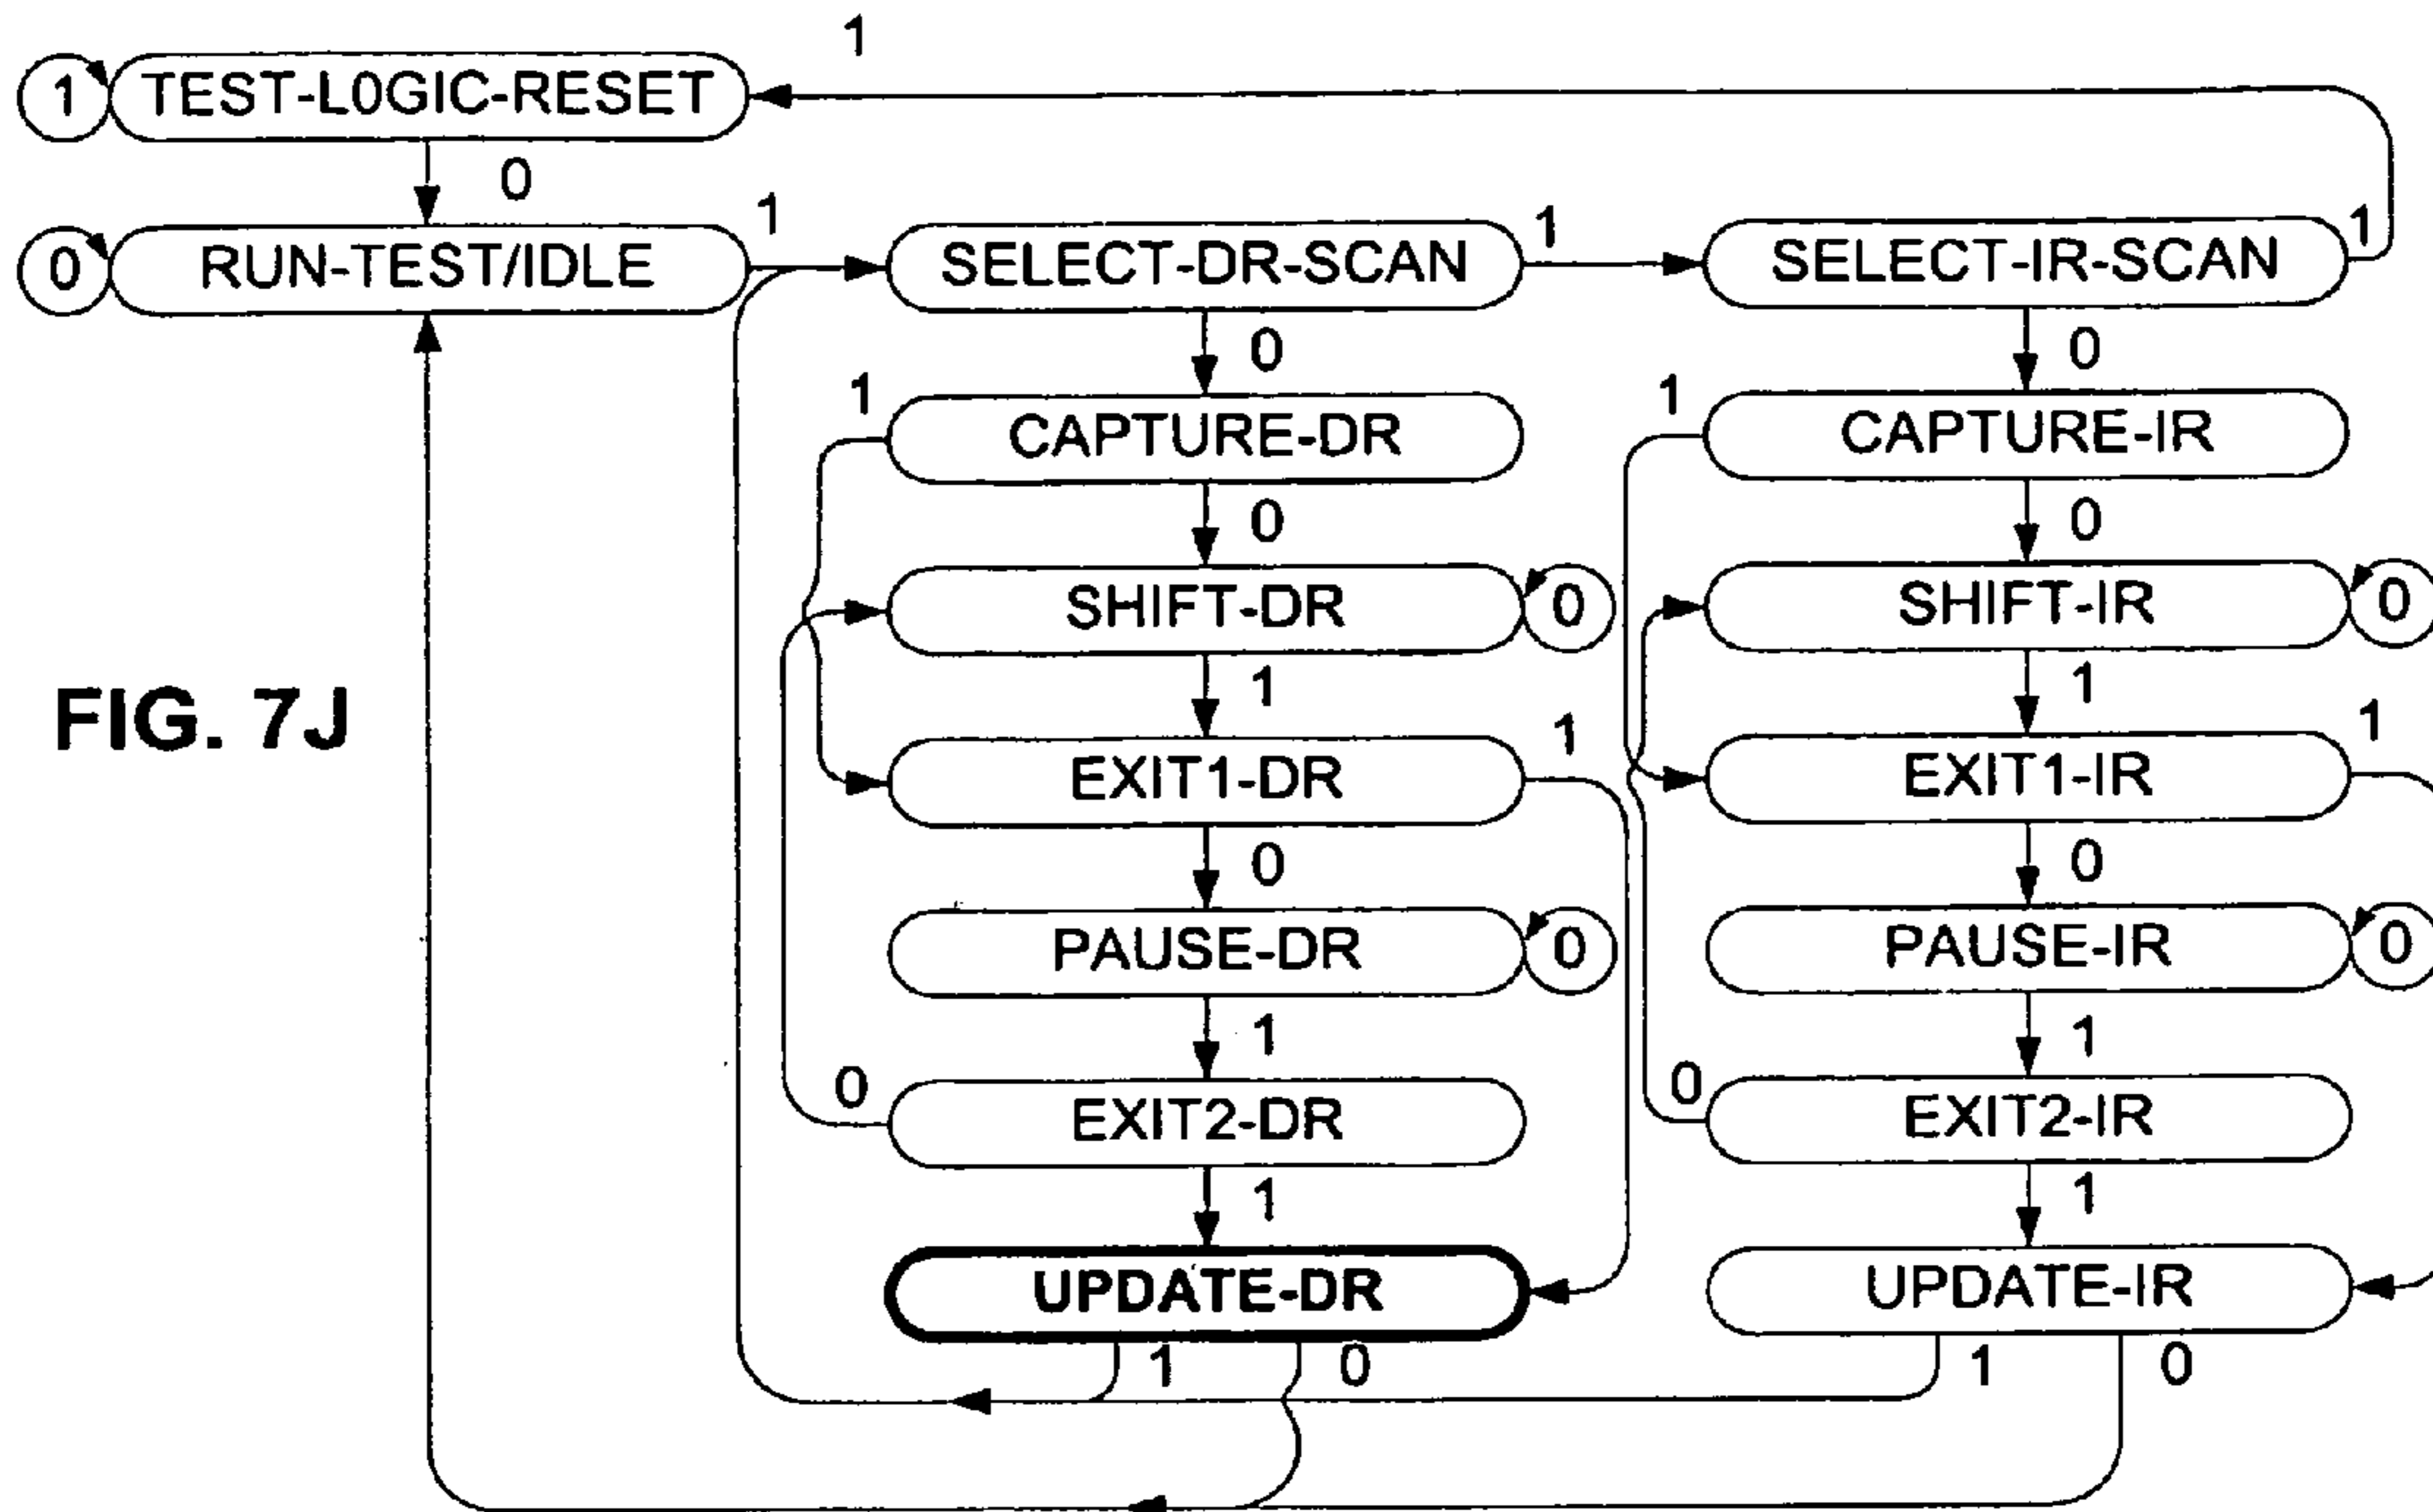 1
1 TEST-L0GIC-RESET
0
1 1 1
0 RUN-TEST/IDLE SELECT-DR-SCAN SELECT-IR-SCAN
0 0
1 1
CAPTURE-DR CAPTURE-IR
0 0
SHIFT-DR 0 SHIFT-IR 0
1 1
FIG. 7J
1 1
EXIT1-DR EXIT1-IR
0 0
PAUSE-DR 0 PAUSE-IR 0
1 1
0 0
EXIT2-DR EXIT2-IR
1 1
UPDATE-DR UPDATE-IR
1 0 1 0